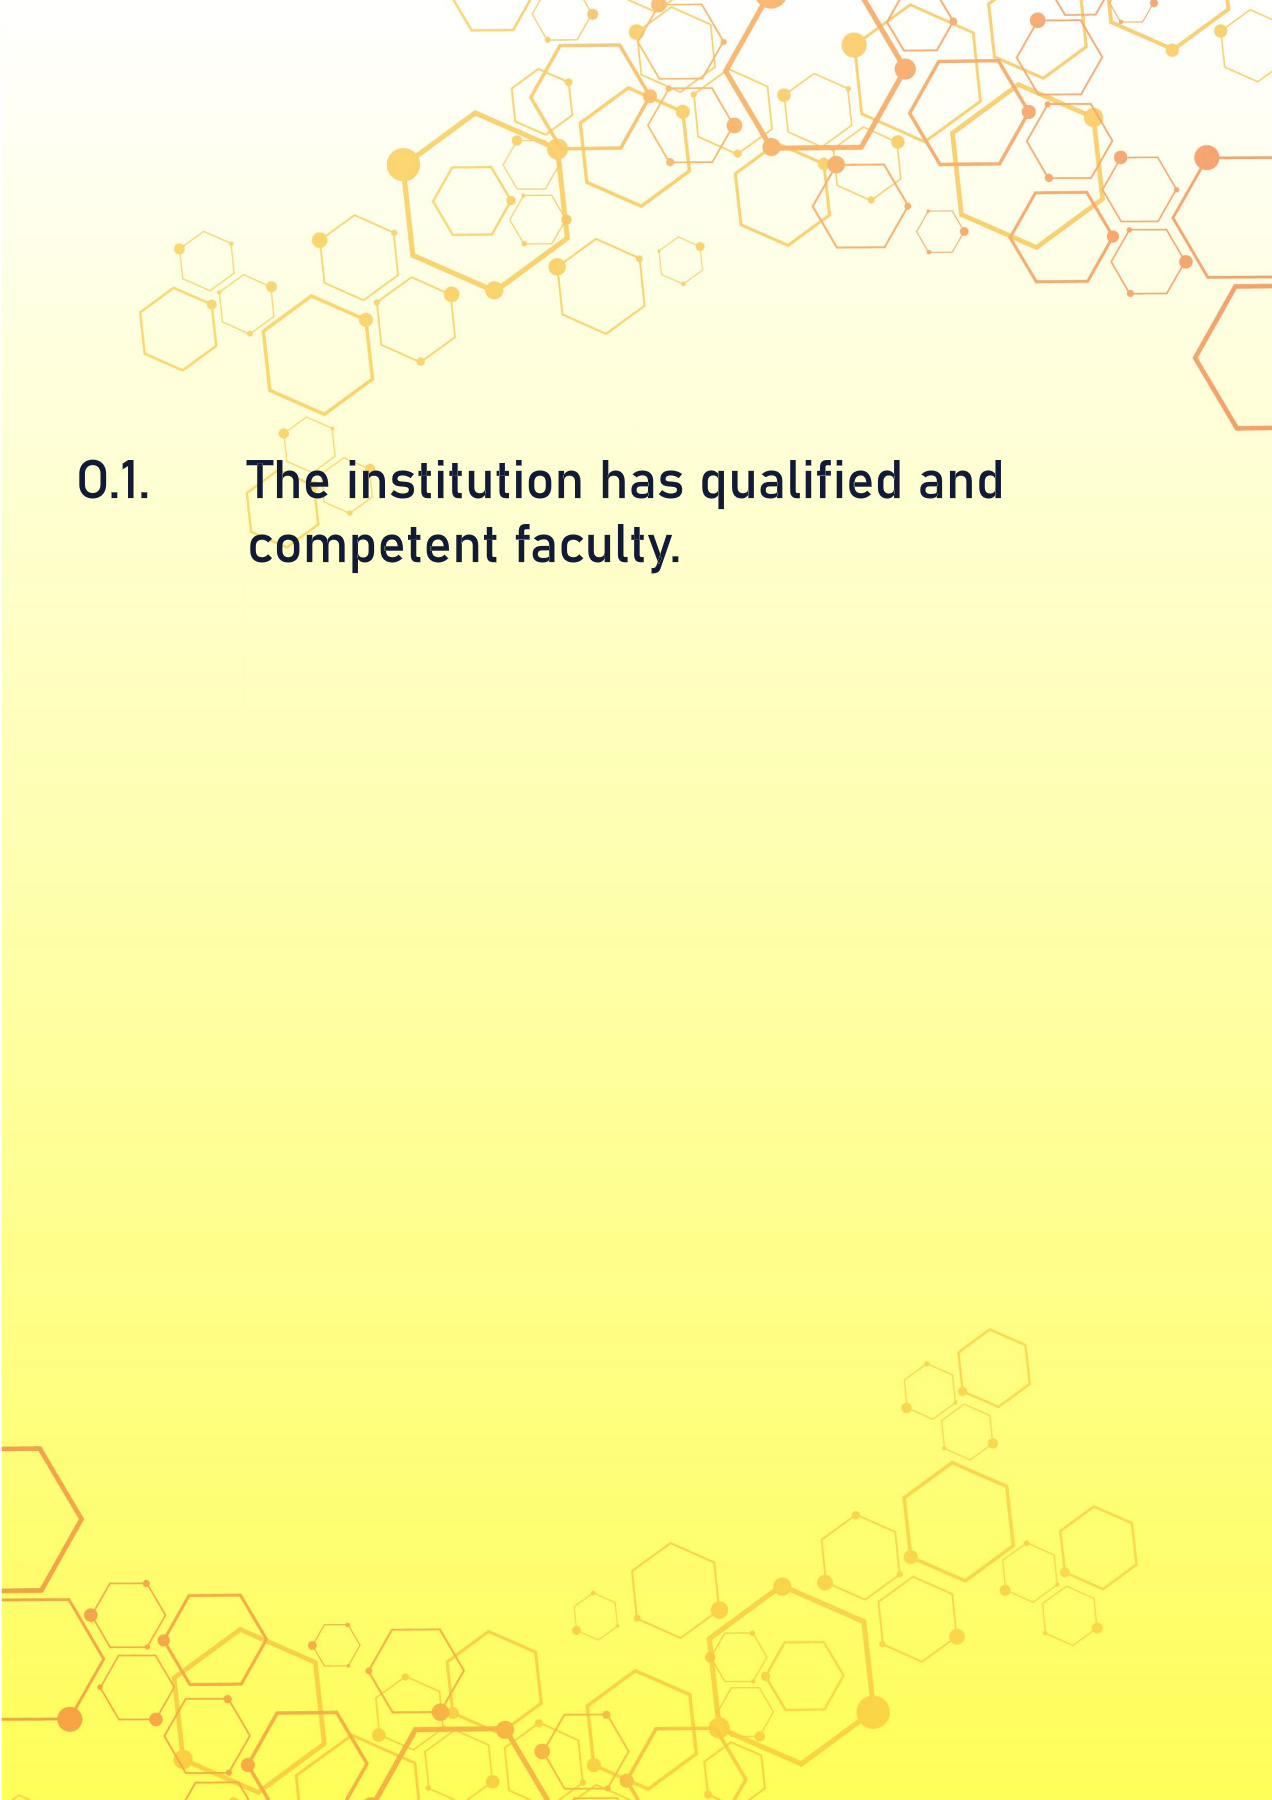 O.1. The institution has qualified and
competent faculty.